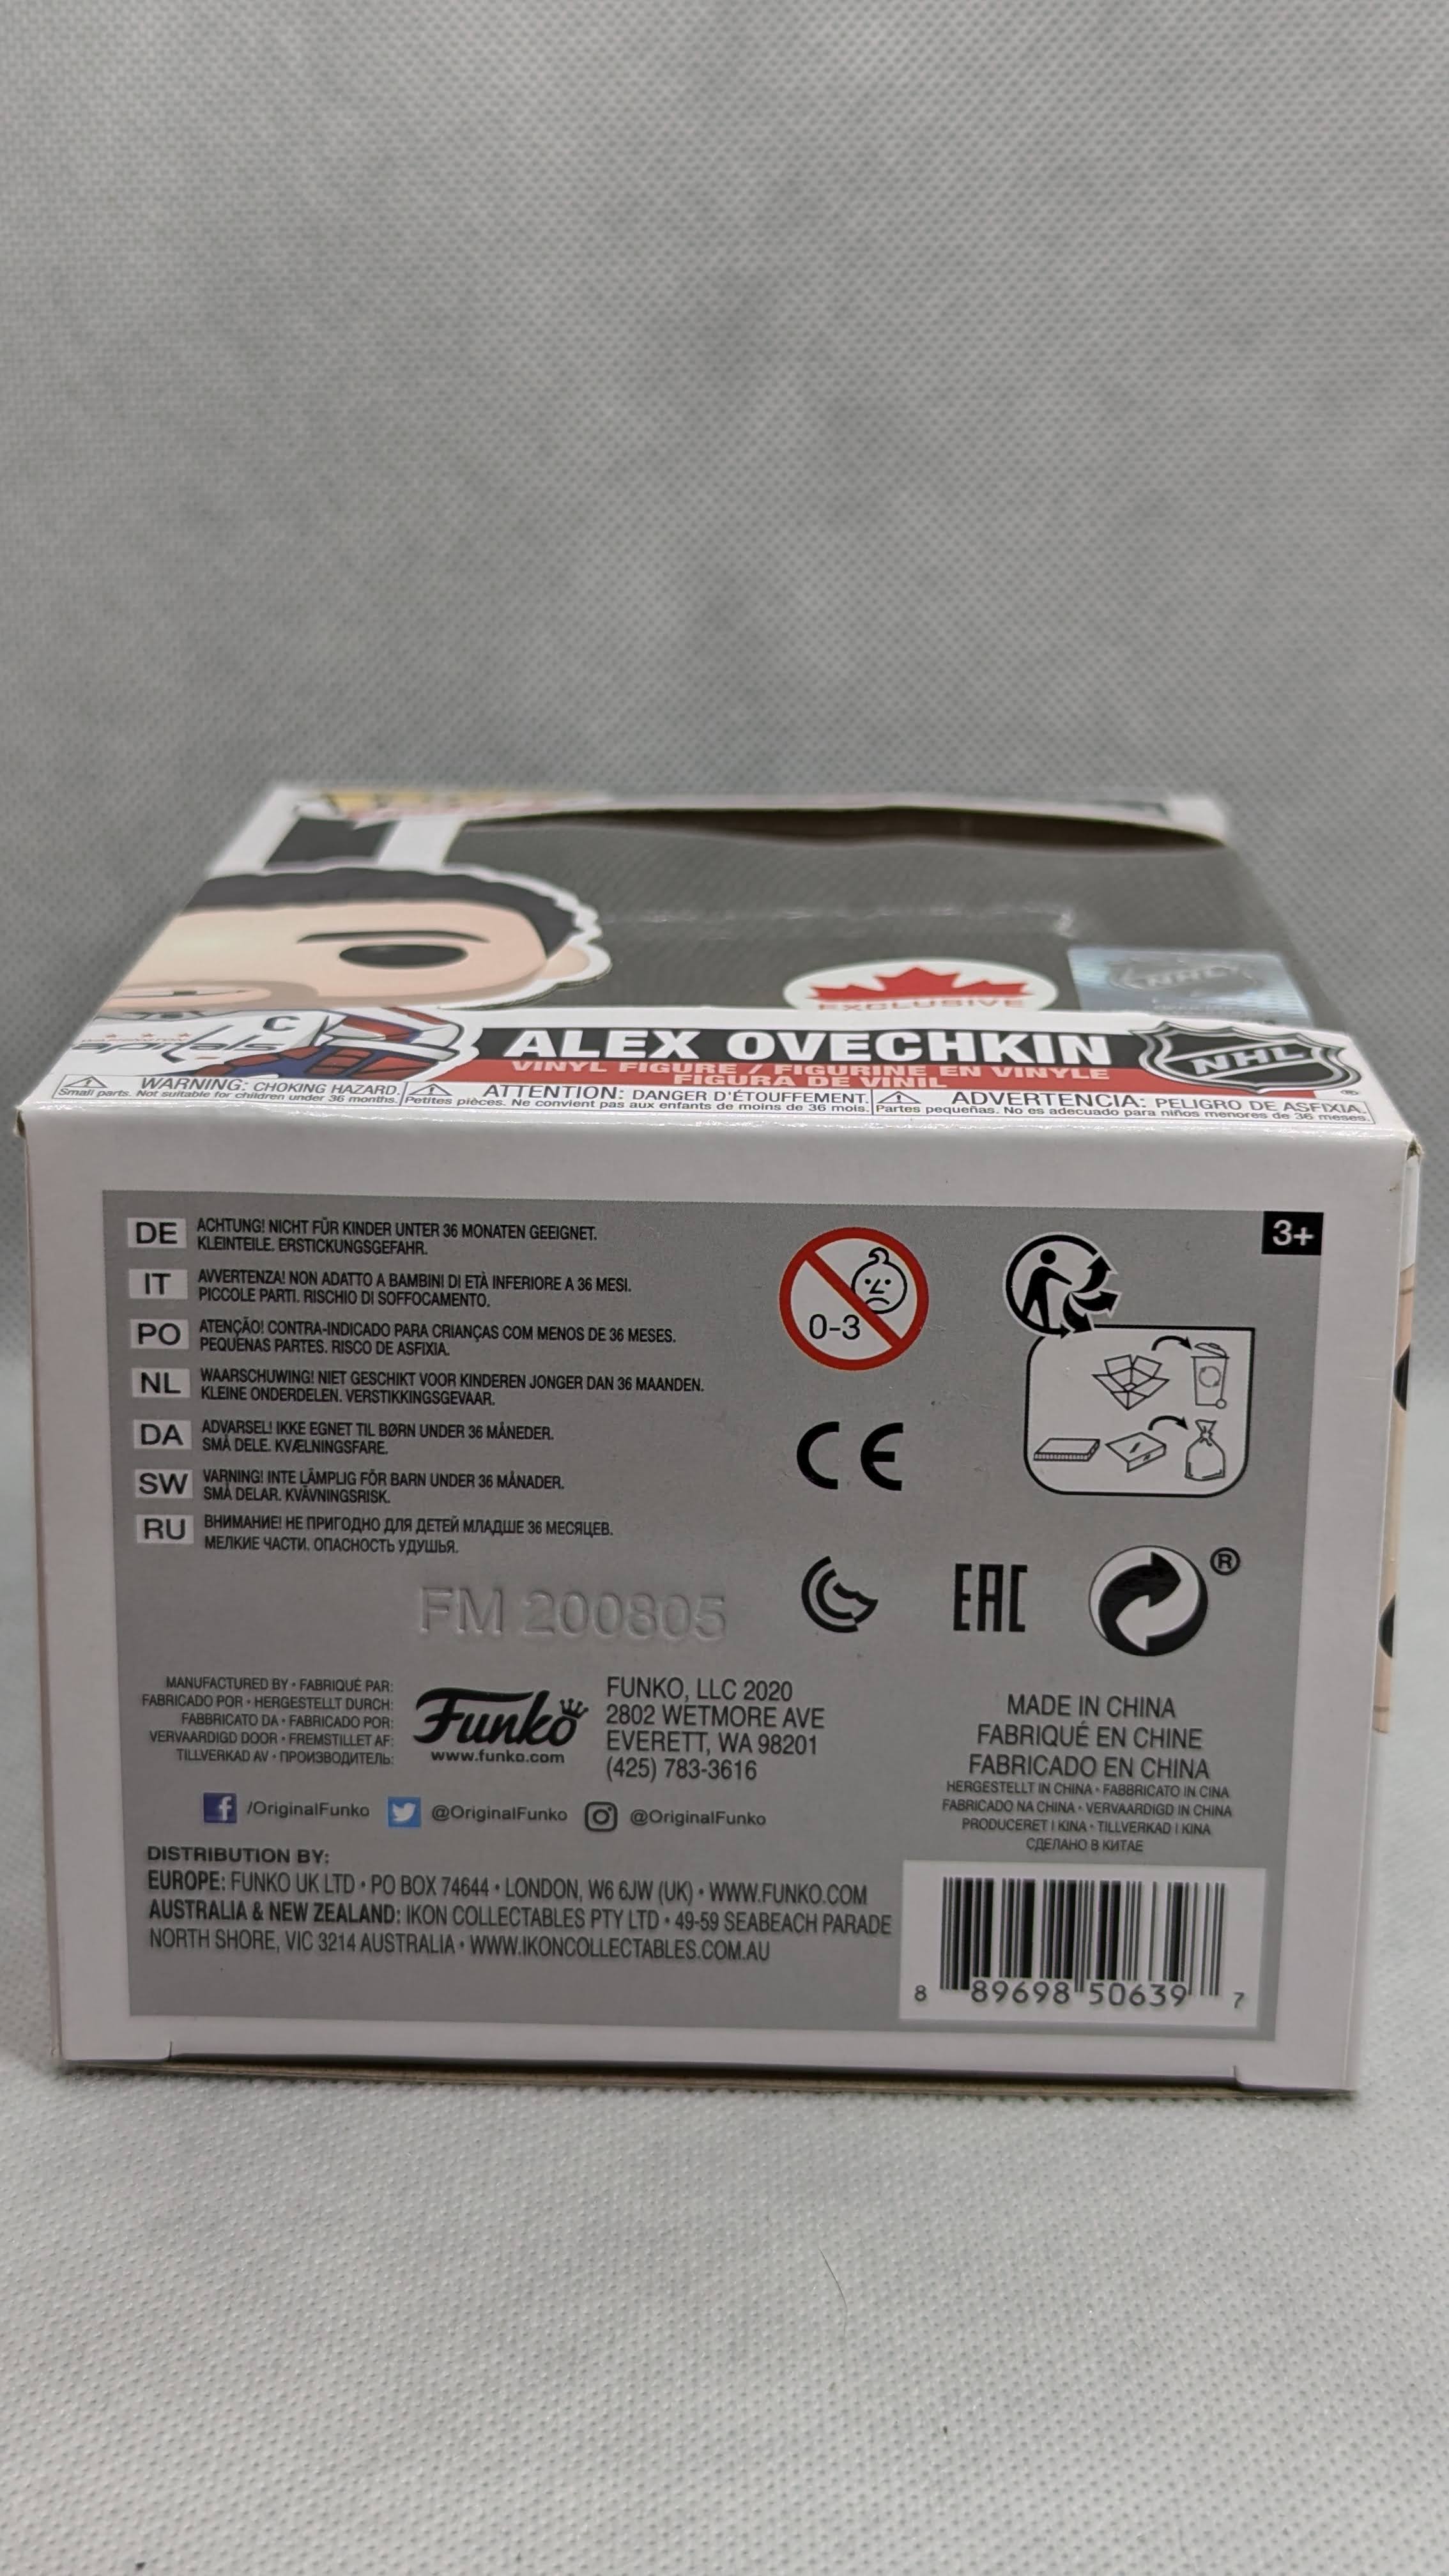 EXCLUSIVE
NHL
C
ALEX OVECHKIN
NHL
VINYL FIGURE / FIGURINE EN VINYLE
FIGURA DE VINIL
WARNING: CHOKING HAZARD.
Small parts. Not suitable for children under 36 months.
ATTENTION: DANGER D'ÉTOUFFEMENT.
Petites pièces. Ne convient pas aux enfants de moins de 36 mois.
ADVERTENCIA: PELIGRO DE ASFIXIA.
Partes pequeñas. No es adecuado para niños menores de 36 meses.
DE ACHTUNG! NICHT FÜR KINDER UNTER 36 MONATEN GEEIGNET.
KLEINTEILE. ERSTICKUNGSGEFAHR.
IT AVVERTENZA! NON ADATTO A BAMBINI DI ETÀ INFERIORE A 36 MESI.
PICCOLE PARTI. RISCHIO DI SOFFOCAMENTO.
PO ATENÇÃO! CONTRA-INDICADO PARA CRIANÇAS COM MENOS DE 36 MESES.
PEQUENAS PARTES. RISCO DE ASFIXIA.
NL WAARSCHUWING! NIET GESCHIKT VOOR KINDEREN JONGER DAN 36 MAANDEN.
KLEINE ONDERDELEN. VERSTIKKINGSGEVAAR.
DA ADVARSEL! IKKE EGNET TIL BØRN UNDER 36 MÅNEDER.
SMÅ DELE. KVÆLNINGSFARE.
SW VARNING! INTE LÄMPLIG FÖR BARN UNDER 36 MÅNADER.
SMÅ DELAR. KVÄVNINGSRISK.
RU ВНИМАНИЕ! НЕ ПРИГОДНО ДЛЯ ДЕТЕЙ МЛАДШЕ 36 МЕСЯЦЕВ.
МЕЛКИЕ ЧАСТИ. ОПАСНОСТЬ УДУШЬЯ.
0-3
3+
CE
EAC
®
FM 200805
MANUFACTURED BY • FABRIQUÉ PAR:
FABRICADO POR • HERGESTELLT DURCH:
FABBRICATO DA • FABRICADO POR:
VERVAARDIGD DOOR • FREMSTILLET AF:
TILLVERKAD AV • ПРОИЗВОДИТЕЛЬ:
Funko
www.funko.com
FUNKO, LLC 2020
2802 WETMORE AVE
EVERETT, WA 98201
(425) 783-3616
MADE IN CHINA
FABRIQUÉ EN CHINE
FABRICADO EN CHINA
HERGESTELLT IN CHINA • FABBRICATO IN CINA
FABRICADO NA CHINA • VERVAARDIGD IN CHINA
PRODUCERET I KINA • TILLVERKAD I KINA
СДЕЛАНО В КИТАЕ
/OriginalFunko @OriginalFunko @OriginalFunko
DISTRIBUTION BY:
EUROPE: FUNKO UK LTD • PO BOX 74644 • LONDON, W6 6JW (UK) • WWW.FUNKO.COM
AUSTRALIA & NEW ZEALAND: IKON COLLECTABLES PTY LTD • 49-59 SEABEACH PARADE
NORTH SHORE, VIC 3214 AUSTRALIA • WWW.IKONCOLLECTABLES.COM.AU
8 89698 50639 7